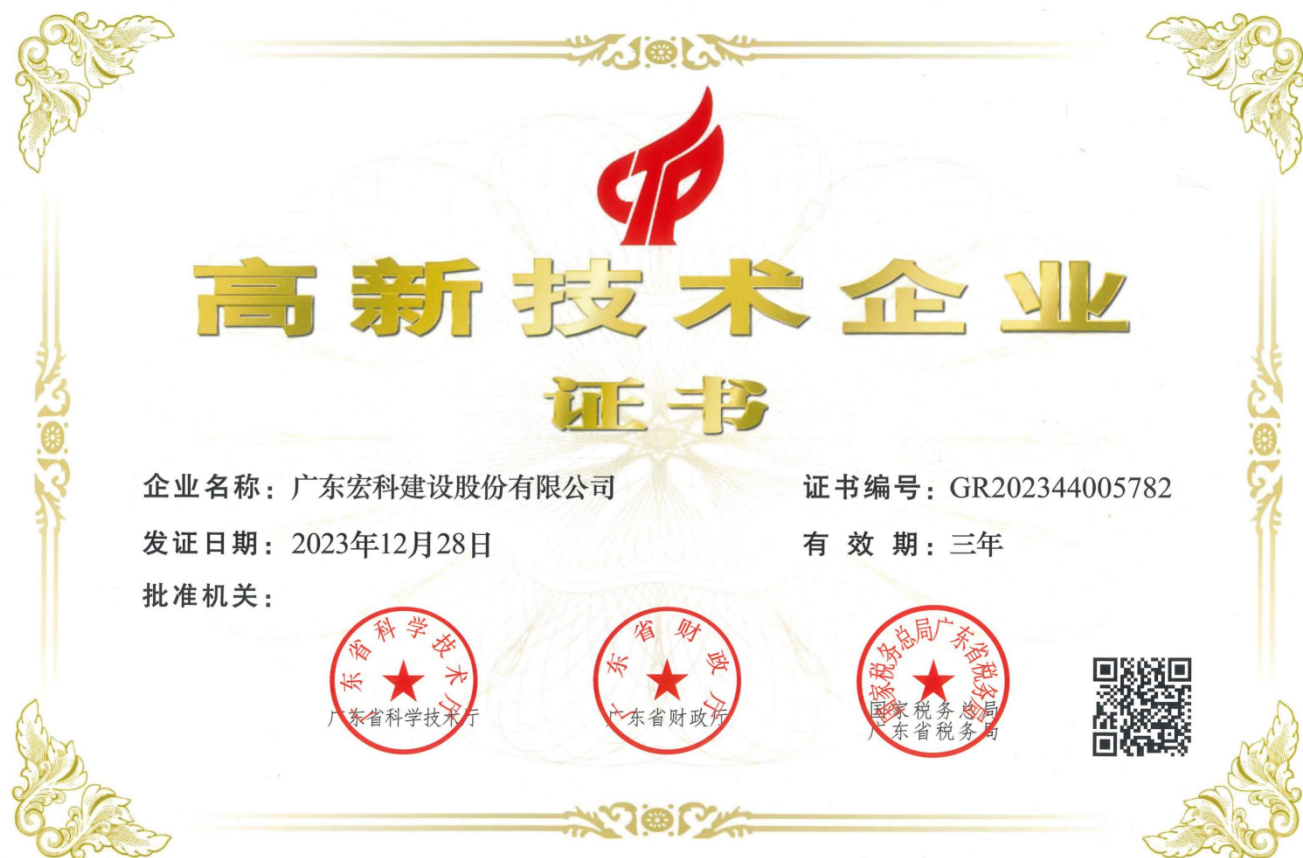 高新技术企业
证书
企业名称：广东宏科建设股份有限公司
证书编号：GR202344005782
发证日期：2023年12月28日
有效期：三年
批准机关：
广东省科学技术厅
广东省科学技术厅
广东省财政厅
广东省财政厅
国家税务总局广东省税务局
国家税务总局
广东省税务局